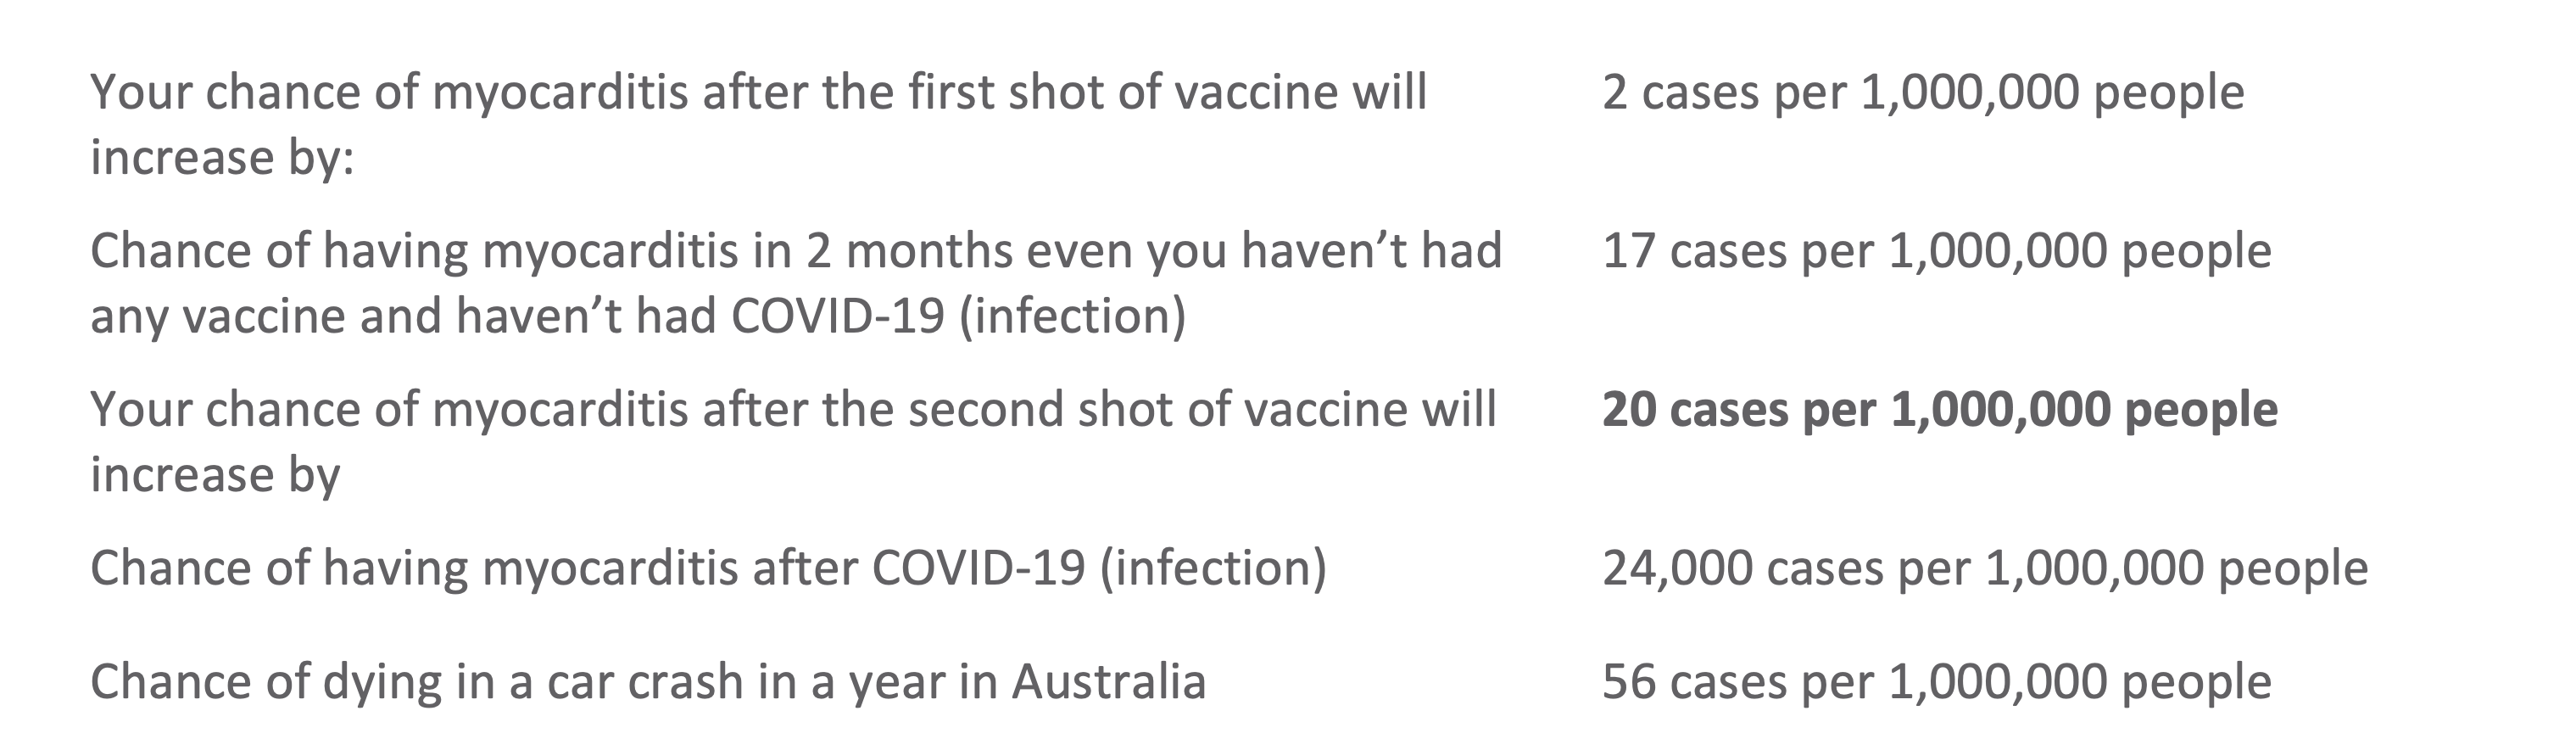 Your chance of myocarditis after the first shot of vaccine will 2 cases per 1,000,000 people
increase by:
Chance of having myocarditis in 2 months even you haven’t had 17 cases per 1,000,000 people
any vaccine and haven’t had COVID-19 (infection)
Your chance of myocarditis after the second shot of vaccine will 20 cases per 1,000,000 people
increase by
Chance of having myocarditis after COVID-19 (infection) 24,000 cases per 1,000,000 people
Chance of dying in a car crash in a year in Australia 56 cases per 1,000,000 people